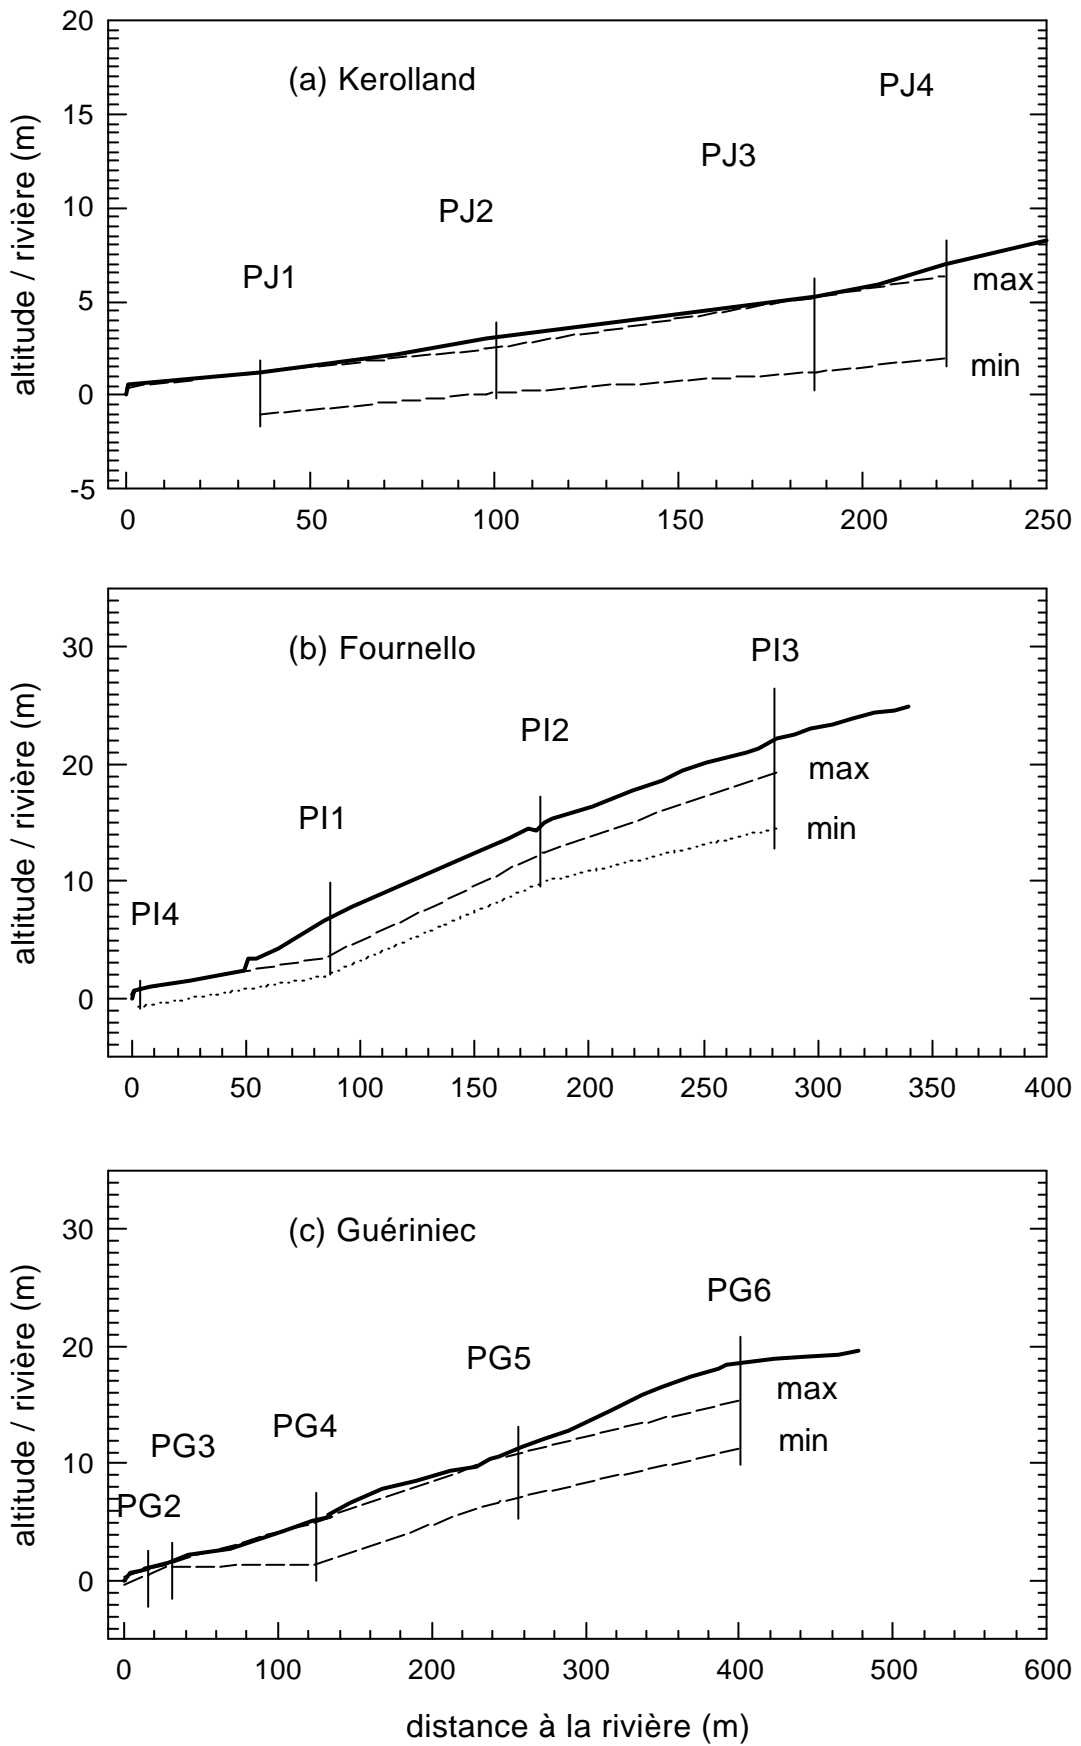 20
(a) Kerolland
PJ4
15
PJ3
PJ2
10
PJ1
max
5
min
0
-5
0 50 100 150 200 250
altitude / rivière (m)
30
(b) Fournello
PI3
PI2
20
max
min
PI1
10
PI4
0
0 50 100 150 200 250 300 350 400
altitude / rivière (m)
30
(c) Guériniec
PG6
20
PG5
max
PG4
min
PG3
10
PG2
0
0 100 200 300 400 500 600
altitude / rivière (m)
distance à la rivière (m)